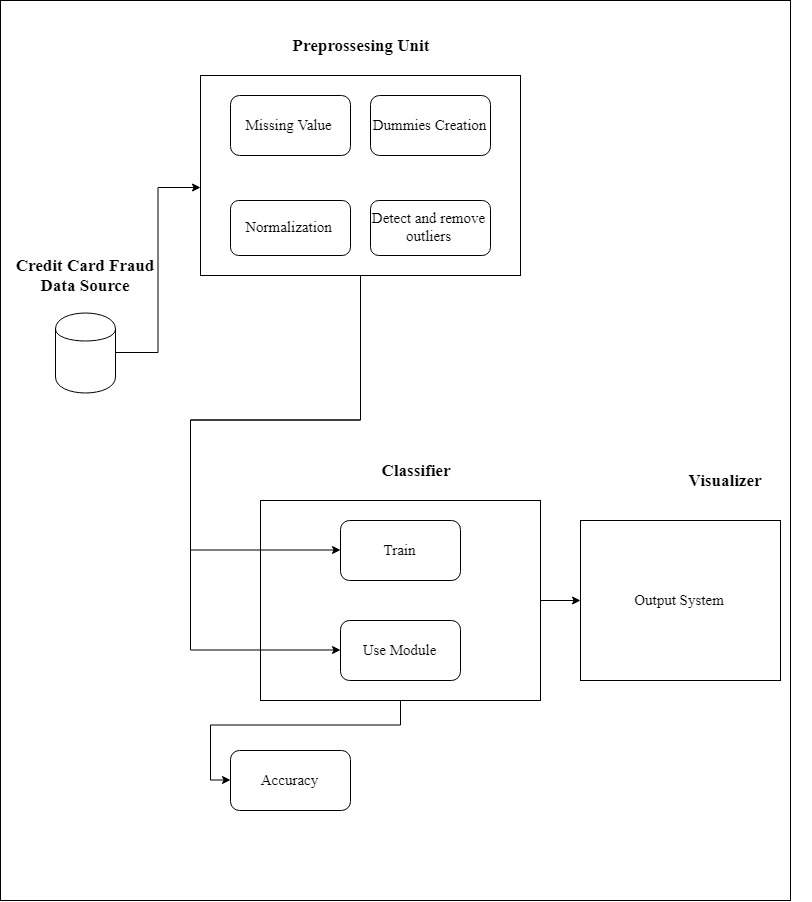 Preprossesing Unit
Missing Value
Dummies Creation
Normalization
Detect and remove
outliers
Credit Card Fraud
Data Source
Classifier
Visualizer
Train
Output System
Use Module
Accuracy